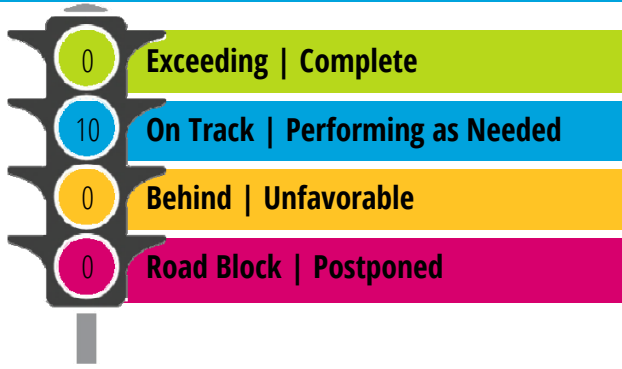 0 Exceeding | Complete
10 On Track | Performing as Needed
0 Behind | Unfavorable
0 Road Block | Postponed